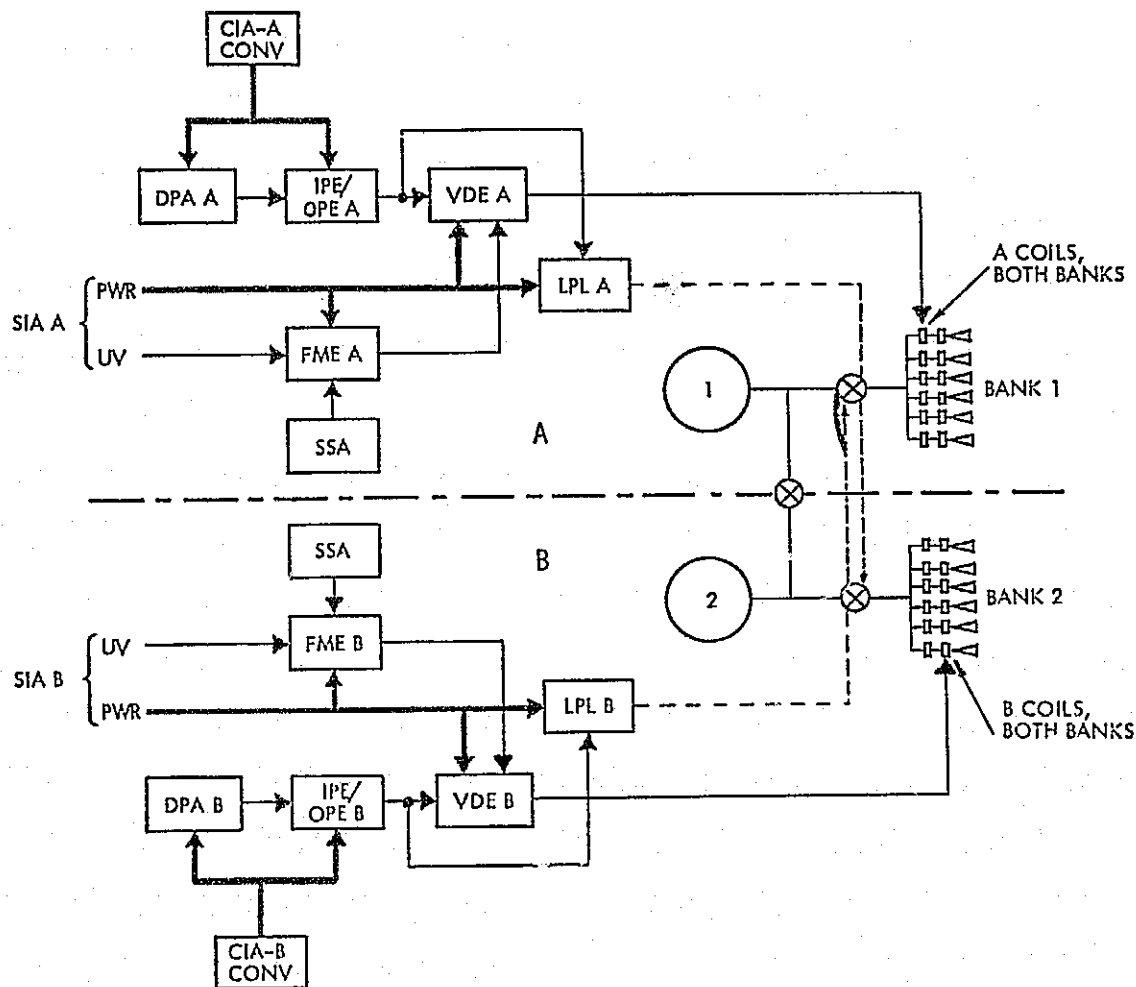 CIA-A
CONV
DPA A
IPE/
OPE A
VDE A
A COILS,
BOTH BANKS
SIA A
PWR
LPL A
UV
FME A
1
BANK 1
SSA
A
SSA
B
2
BANK 2
UV
FME B
SIA B
PWR
LPL B
B COILS,
BOTH BANKS
DPA B
IPE/
OPE B
VDE B
CIA-B
CONV